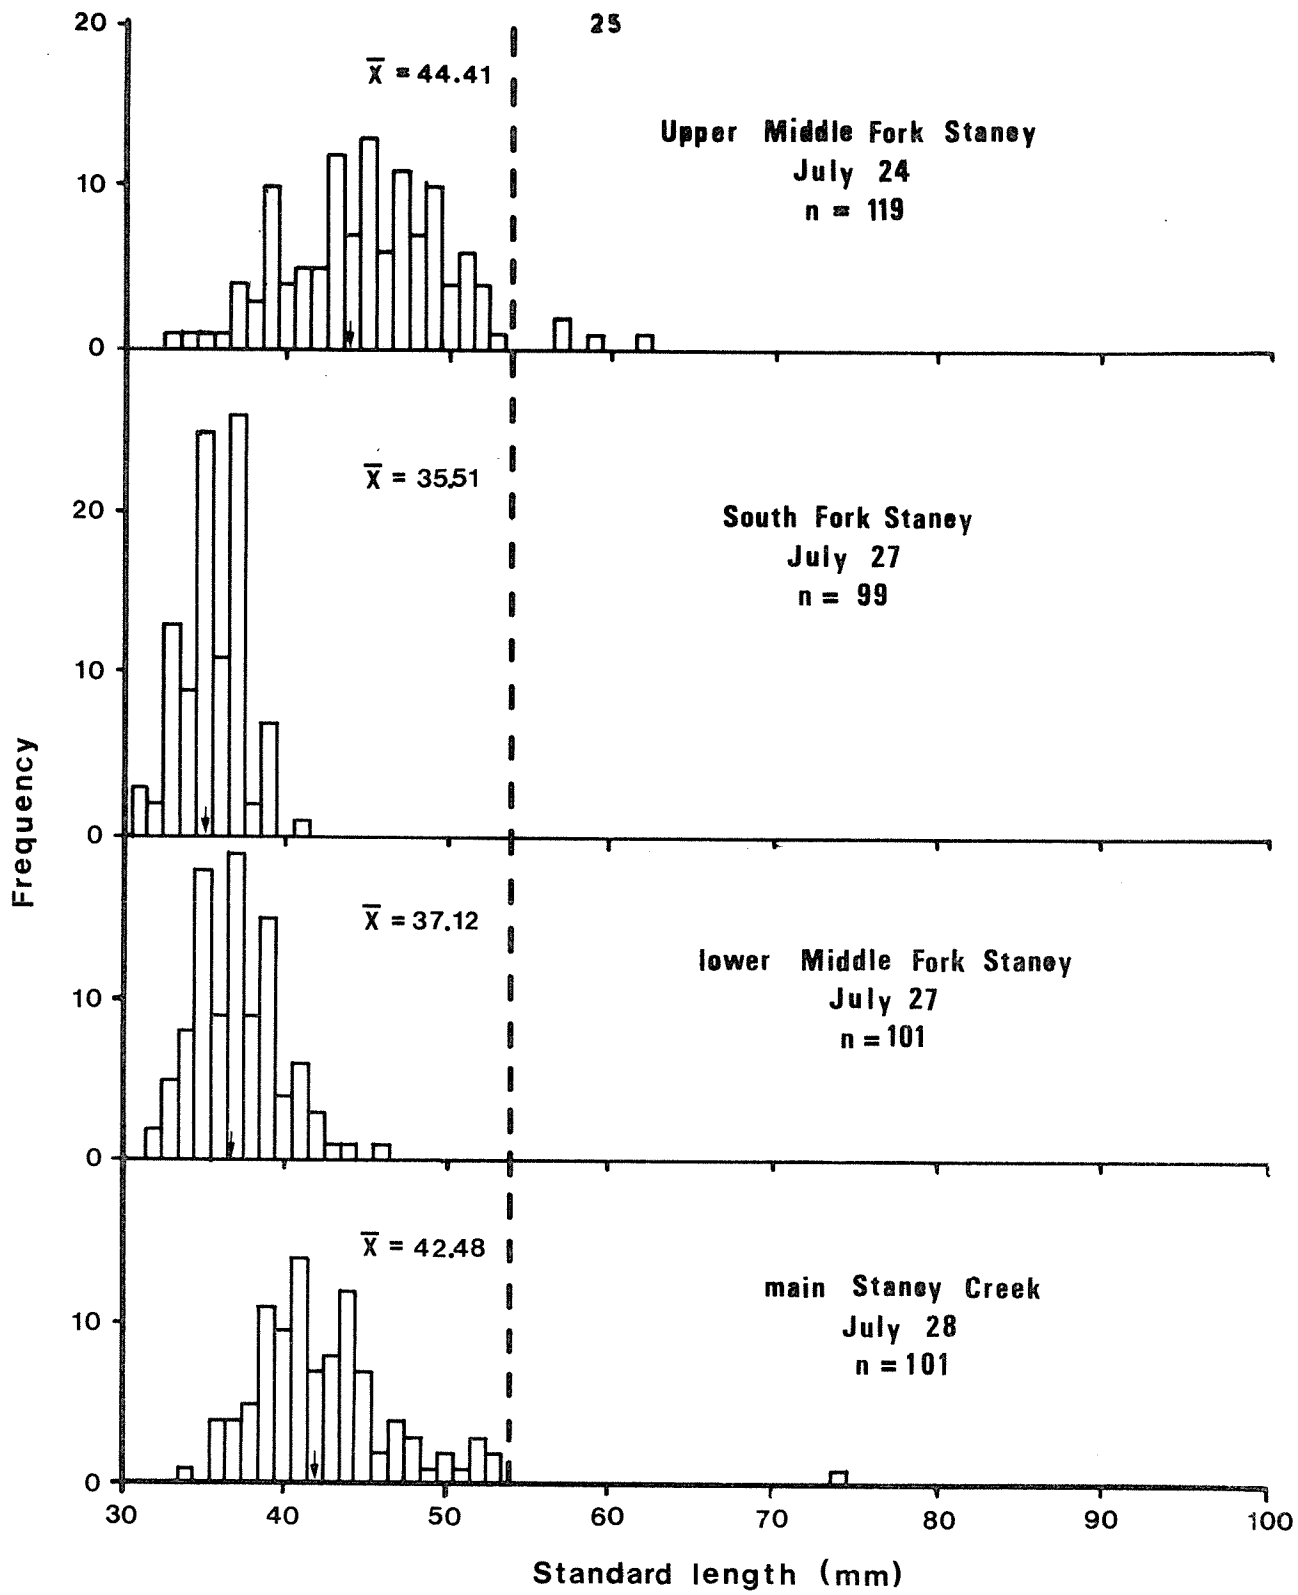 25
20
X̄ = 44.41
Upper Middle Fork Staney
July 24
n = 119
10
0
X̄ = 35.51
20
South Fork Staney
July 27
n = 99
10
0
Frequency
X̄ = 37.12
lower Middle Fork Staney
July 27
n = 101
10
0
X̄ = 42.48
main Staney Creek
July 28
n = 101
10
0
30 40 50 60 70 80 90 100
Standard length (mm)